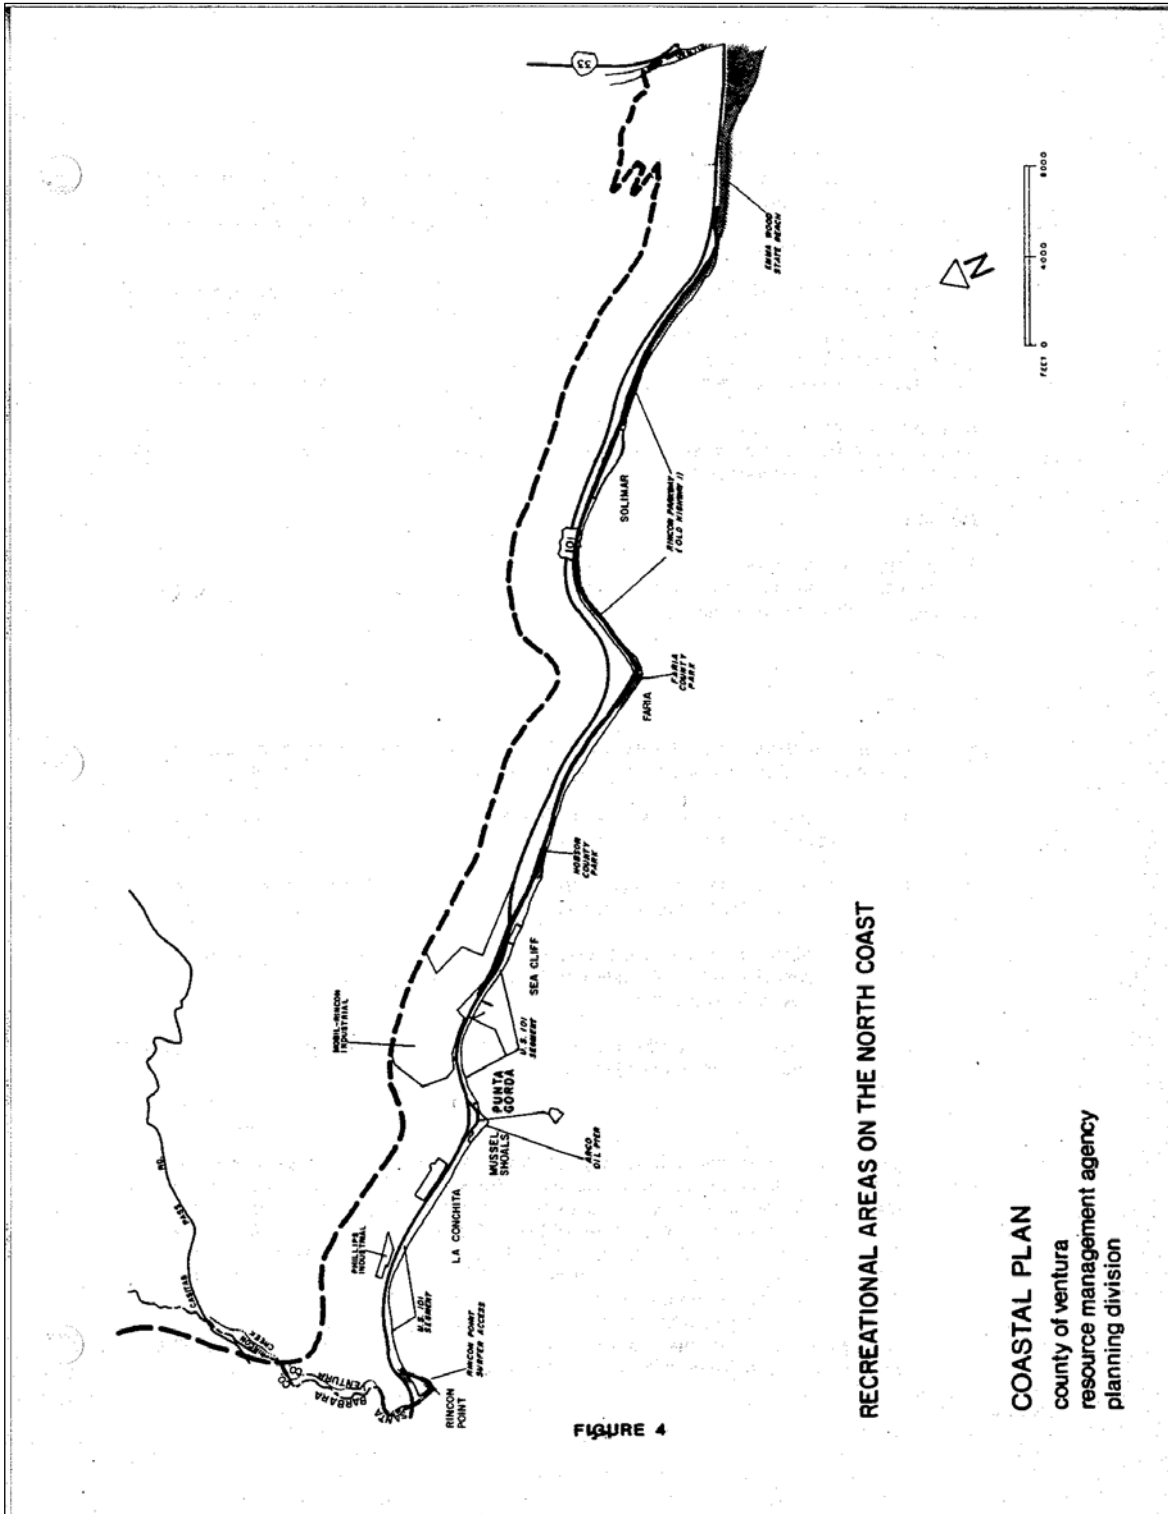 33
EMMA WOOD
STATE BEACH
N
FEET 0 4000 8000
SOLIMAR
RINCON PARKWAY
( OLD HIGHWAY 1)
101
FARIA
COUNTY
PARK
FARIA
HOBSON
COUNTY
PARK
SEA CLIFF
U.S. 101
SEGMENT
MOBIL-RINCON
INDUSTRIAL
PUNTA
GORDA
MUSSEL
SHOALS
ARCO
OIL PIER
LA CONCHITA
PHILLIPS
INDUSTRIAL
U.S. 101
SEGMENT
RINCON POINT
SURFER ACCESS
RINCON
POINT
CASITAS PASS RD.
CREEK
VENTURA
BARBARA
FIGURE 4
RECREATIONAL AREAS ON THE NORTH COAST
COASTAL PLAN
county of ventura
resource management agency
planning division